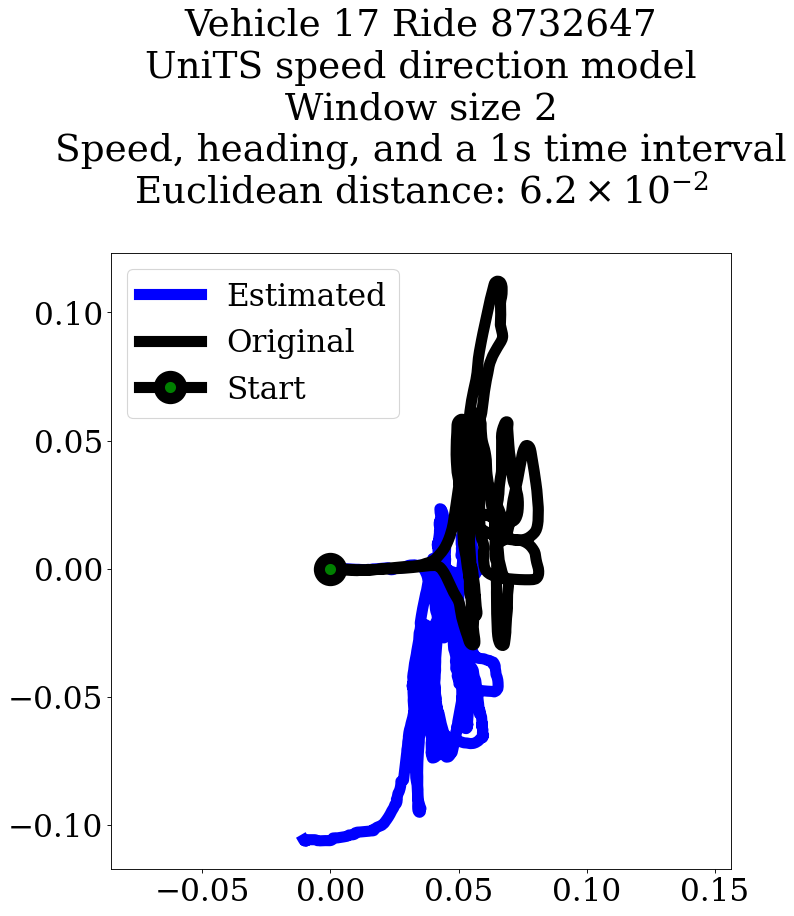 Vehicle 17 Ride 8732647
UniTS speed direction model
Window size 2
Speed, heading, and a 1s time interval
Euclidean distance: 6.2 × 10⁻²
Estimated
Original
Start
0.10
0.05
0.00
−0.05
−0.10
−0.05 0.00 0.05 0.10 0.15